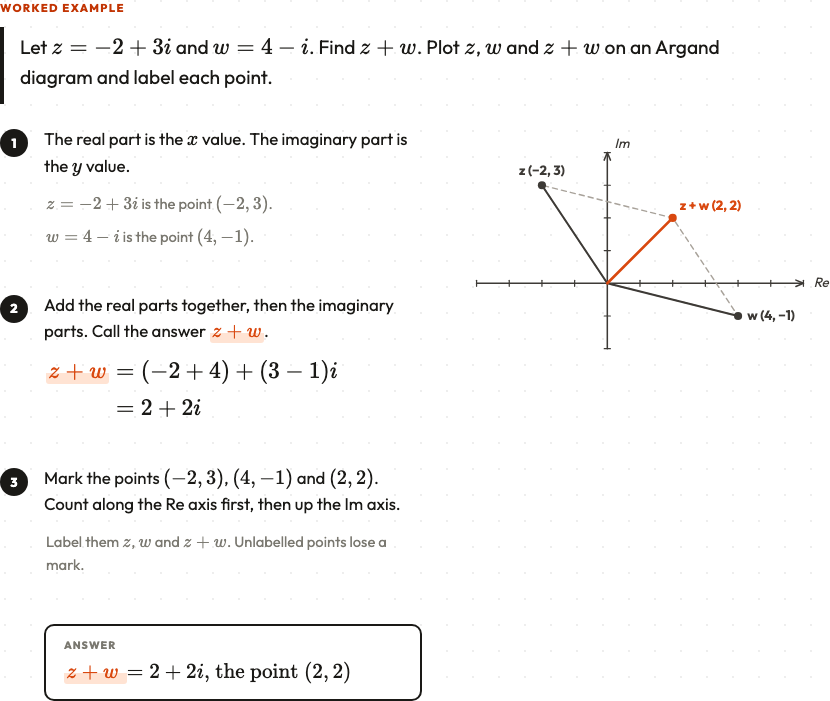 WORKED EXAMPLE
Let z = −2 + 3i and w = 4 − i. Find z + w. Plot z, w and z + w on an Argand
diagram and label each point.
1
The real part is the x value. The imaginary part is
the y value.
z = −2 + 3i is the point (−2, 3).
w = 4 − i is the point (4, −1).
2
Add the real parts together, then the imaginary
parts. Call the answer z + w.
z + w = (−2 + 4) + (3 − 1)i
= 2 + 2i
3
Mark the points (−2, 3), (4, −1) and (2, 2).
Count along the Re axis first, then up the Im axis.
Label them z, w and z + w. Unlabelled points lose a
mark.
ANSWER
z + w = 2 + 2i, the point (2, 2)
Im
z (−2, 3)
z + w (2, 2)
Re
w (4, −1)